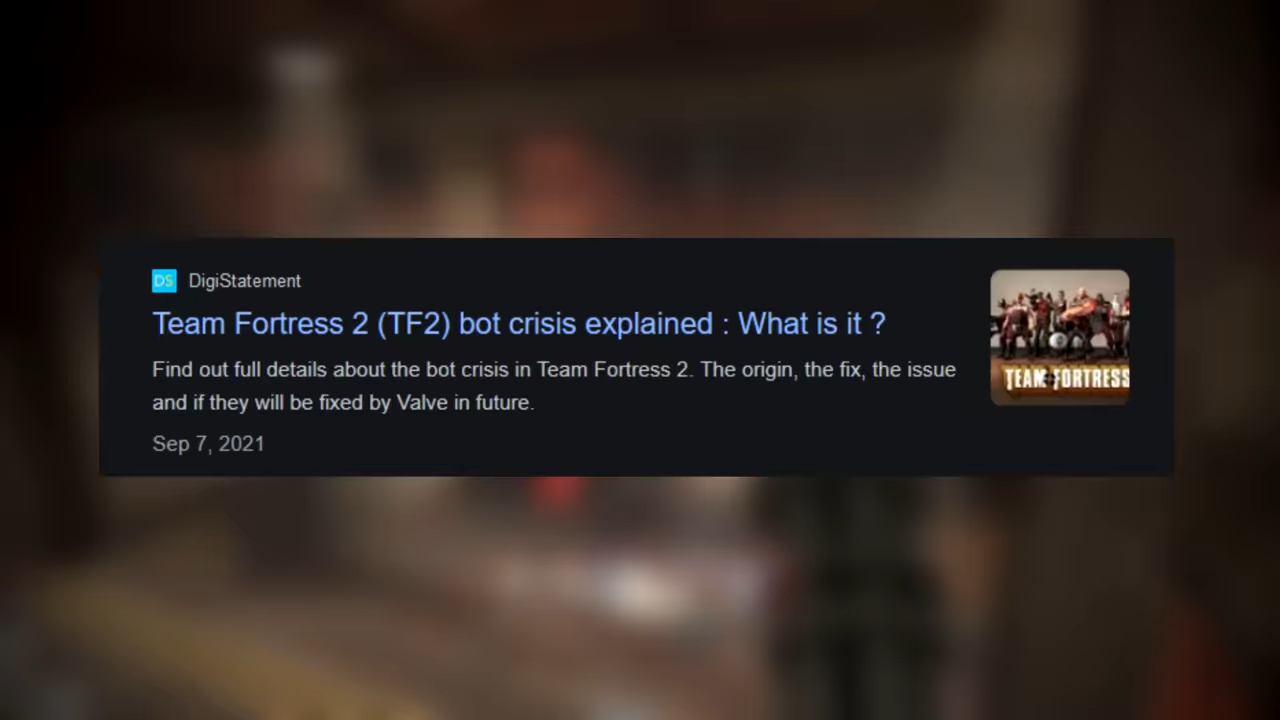 DS DigiStatement
Team Fortress 2 (TF2) bot crisis explained : What is it ?
Find out full details about the bot crisis in Team Fortress 2. The origin, the fix, the issue
and if they will be fixed by Valve in future.
Sep 7, 2021
TEAM FORTRESS